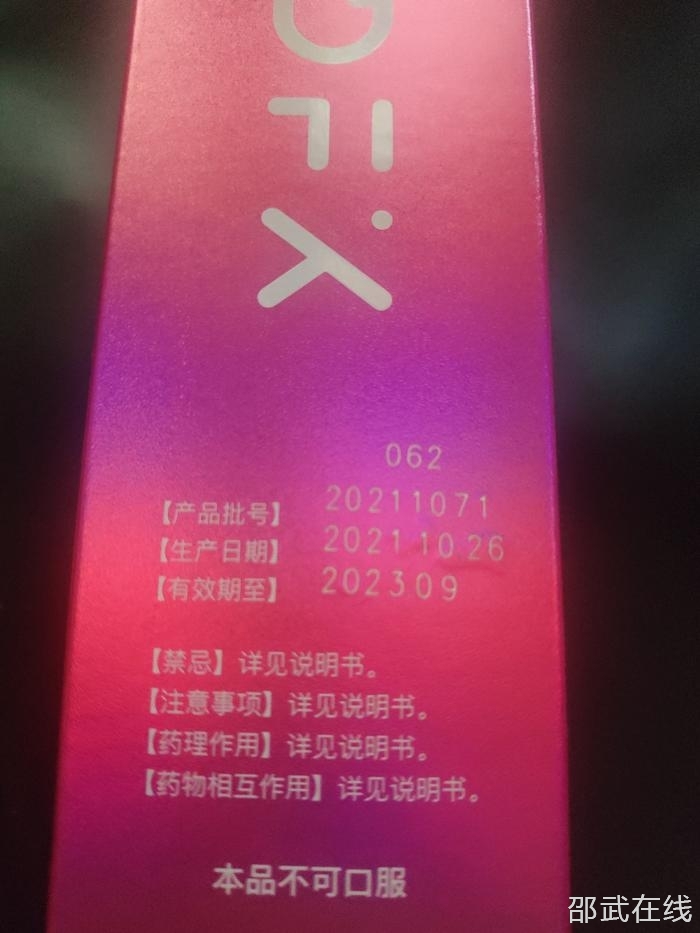 062
【产品批号】 20211071
【生产日期】 2021.10.26
【有效期至】 202309
【禁忌】详见说明书。
【注意事项】详见说明书。
【药理作用】详见说明书。
【药物相互作用】详见说明书。
本品不可口服
邵武在线